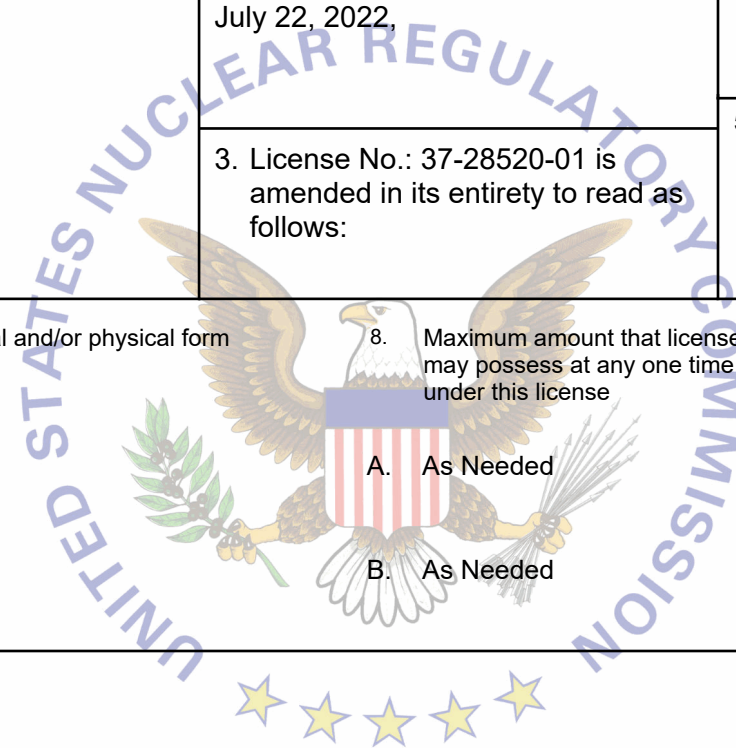 July 22, 2022,
3. License No.: 37-28520-01 is
amended in its entirety to read as
follows:
and/or physical form
8. Maximum amount that license
may possess at any one time
under this license
A. As Needed
B. As Needed
UNITED STATES NUCLEAR REGULATORY COMMISSION